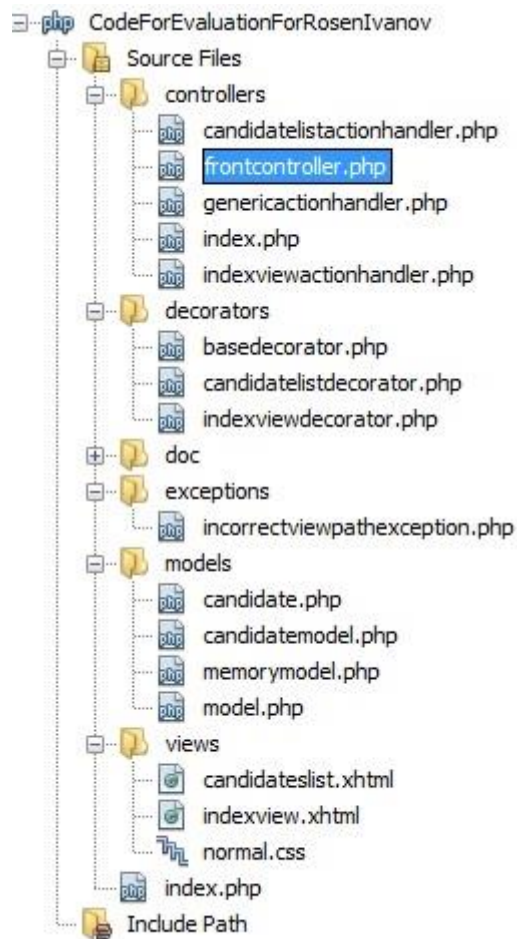 CodeForEvaluationForRosenIvanov
Source Files
controllers
candidatelistactionhandler.php
frontcontroller.php
genericactionhandler.php
index.php
indexviewactionhandler.php
decorators
basedecorator.php
candidatelistdecorator.php
indexviewdecorator.php
doc
exceptions
incorrectviewpathexception.php
models
candidate.php
candidatemodel.php
memorymodel.php
model.php
views
candidateslist.xhtml
indexview.xhtml
normal.css
index.php
Include Path